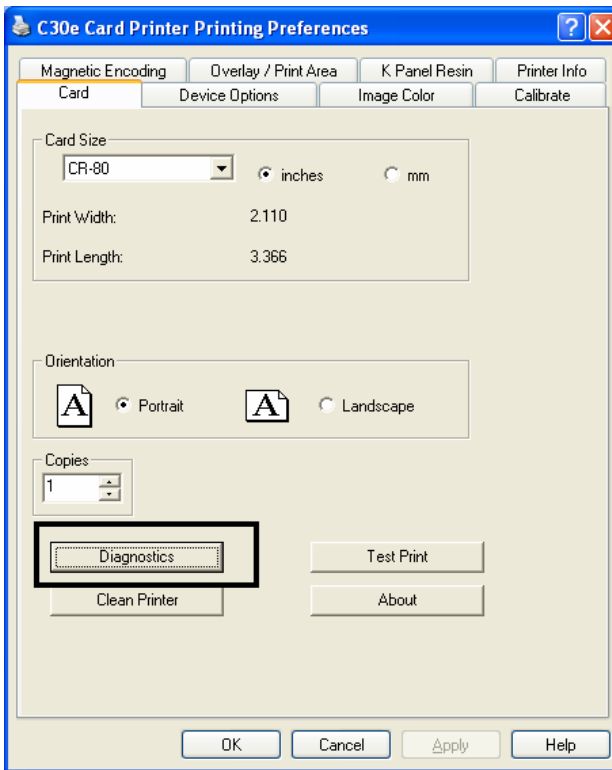 C30e Card Printer Printing Preferences
Magnetic Encoding Overlay / Print Area K Panel Resin Printer Info
Card Device Options Image Color Calibrate
Card Size
CR-80 inches mm
Print Width: 2.110
Print Length: 3.366
Orientation
A Portrait A Landscape
Copies
1
Diagnostics Test Print
Clean Printer About
OK Cancel Apply Help